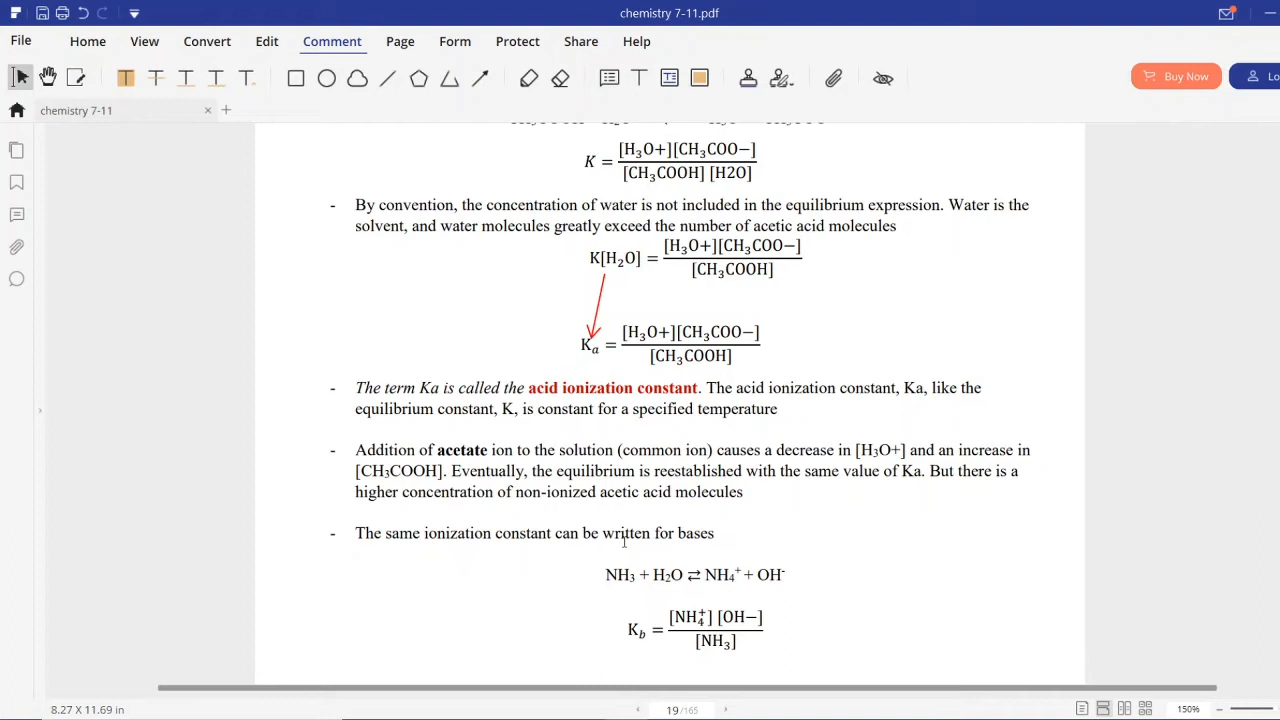 chemistry 7-11.pdf
File Home View Convert Edit Comment Page Form Protect Share Help
Buy Now
chemistry 7-11
K = [H₃O+][CH₃COO−]
[CH₃COOH] [H2O]
- By convention, the concentration of water is not included in the equilibrium expression. Water is the
solvent, and water molecules greatly exceed the number of acetic acid molecules
K[H₂O] = [H₃O+][CH₃COO−]
[CH₃COOH]
Kₐ = [H₃O+][CH₃COO−]
[CH₃COOH]
- The term Ka is called the acid ionization constant. The acid ionization constant, Ka, like the
equilibrium constant, K, is constant for a specified temperature
- Addition of acetate ion to the solution (common ion) causes a decrease in [H₃O+] and an increase in
[CH₃COOH]. Eventually, the equilibrium is reestablished with the same value of Ka. But there is a
higher concentration of non-ionized acetic acid molecules
- The same ionization constant can be written for bases
NH₃ + H₂O ⇄ NH₄⁺ + OH⁻
K_b = [NH₄⁺] [OH−]
[NH₃]
8.27 X 11.69 in
19/165
150%